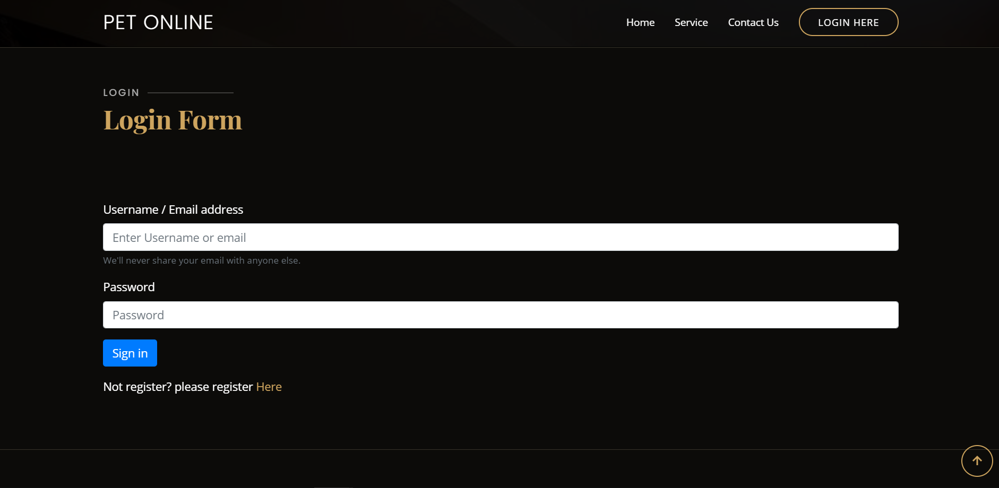 PET ONLINE
Home Service Contact Us LOGIN HERE
LOGIN
Login Form
Username / Email address
Enter Username or email
We'll never share your email with anyone else.
Password
Password
Sign in
Not register? please register Here